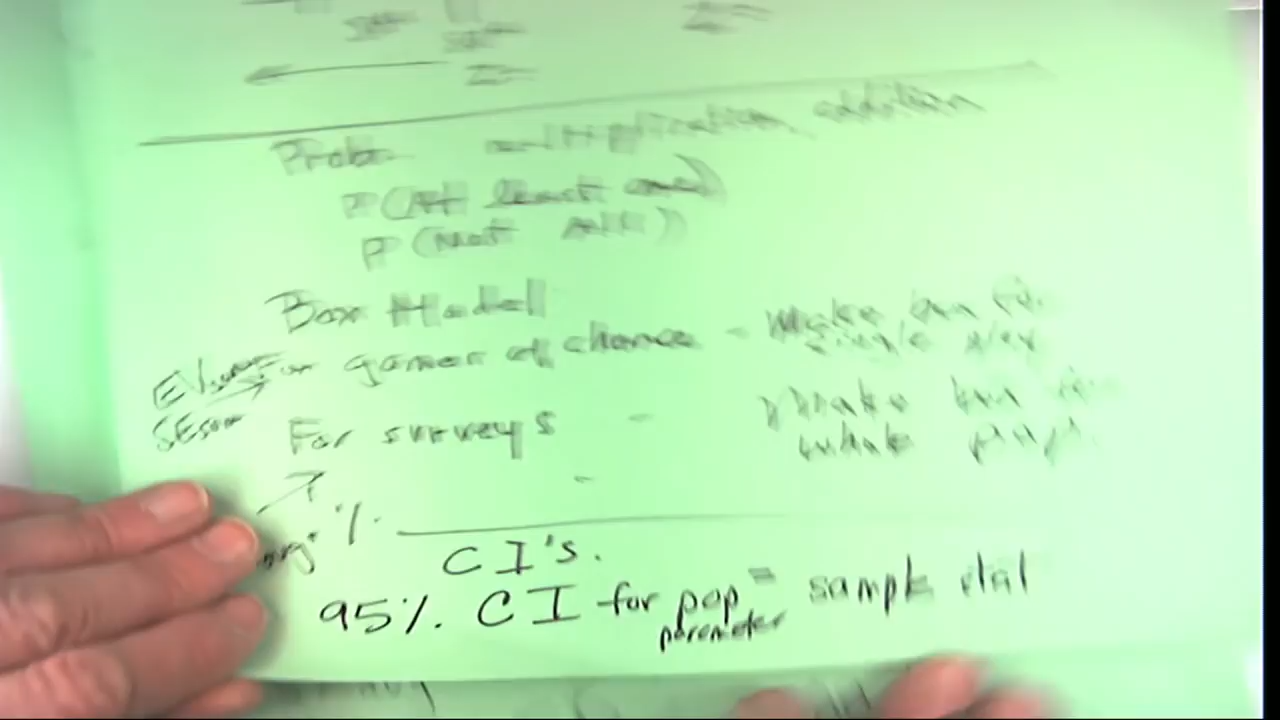 Prob. multiplication, addition
P(At least one)
P(Not all)
Box Model
EVsum For games of chance - Make box for
SEsum single play
For surveys - Make box for
whole pop.
%
CI's.
95% CI for pop = sample stat
parameter